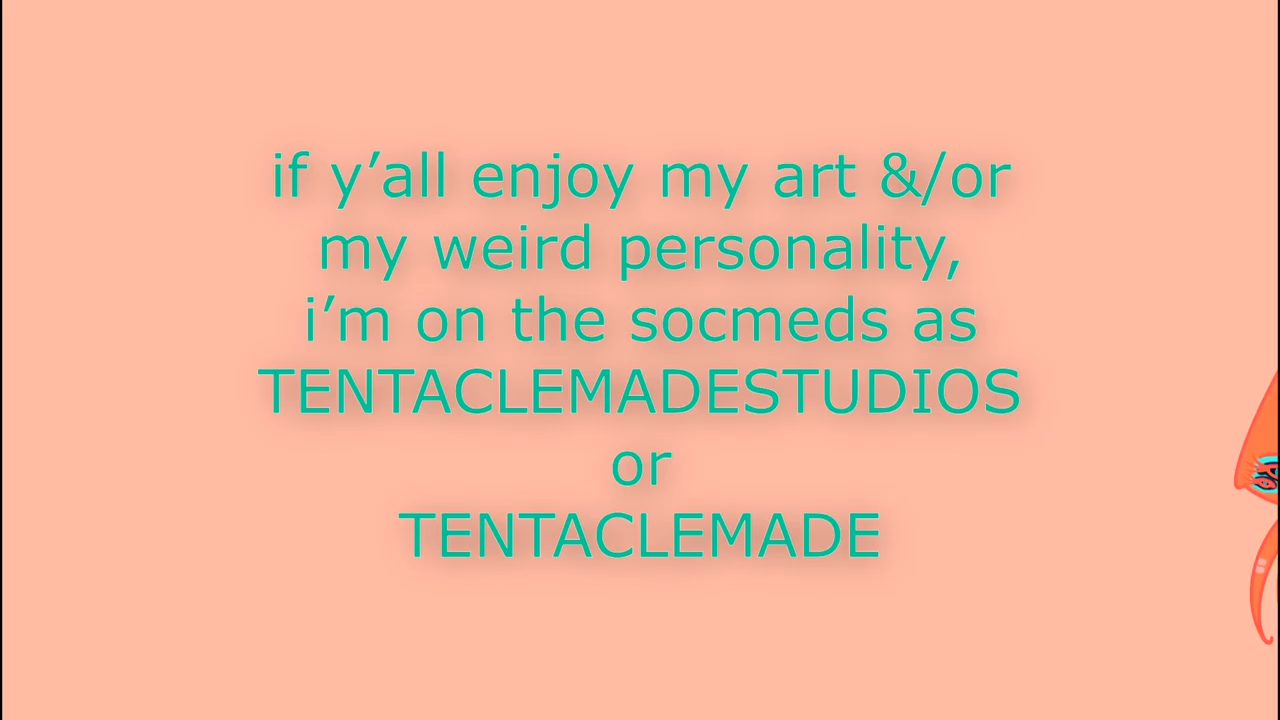 if y’all enjoy my art &/or
my weird personality,
i’m on the socmeds as
TENTACLEMADESTUDIOS
or
TENTACLEMADE